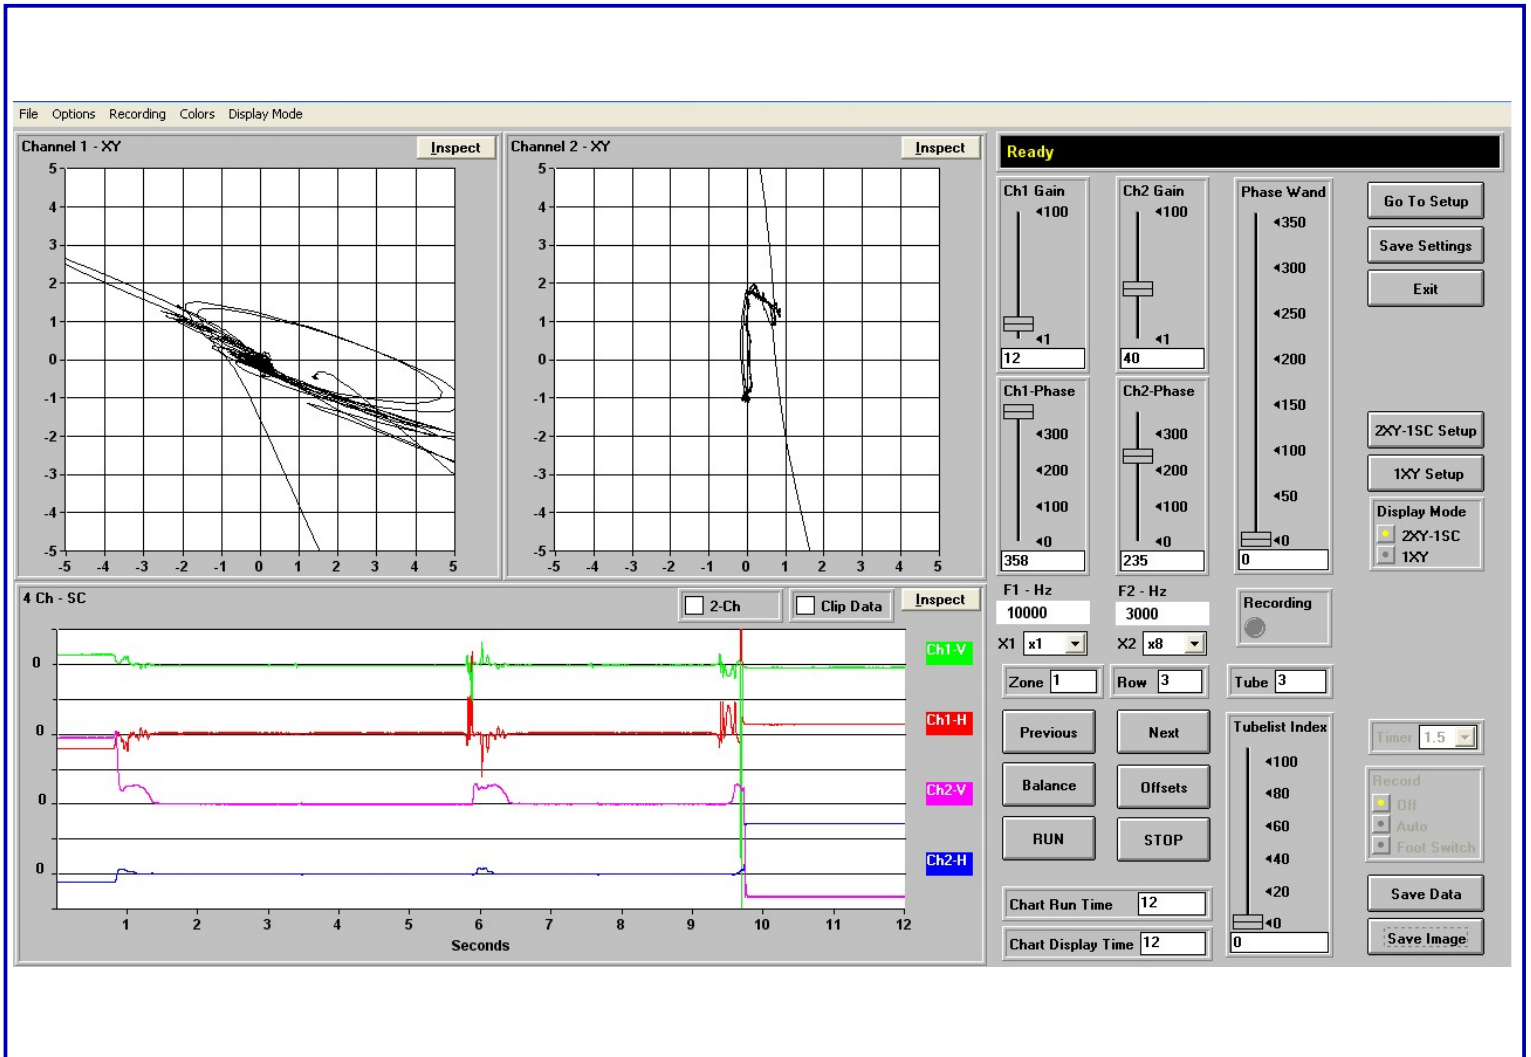 File Options Recording Colors Display Mode
Channel 1 - XY
Inspect
5
4
3
2
1
0
-1
-2
-3
-4
-5
-5 -4 -3 -2 -1 0 1 2 3 4 5
Channel 2 - XY
Inspect
5
4
3
2
1
0
-1
-2
-3
-4
-5
-5 -4 -3 -2 -1 0 1 2 3 4 5
4 Ch - SC
2-Ch
Clip Data
Inspect
0
0
0
0
Ch1-V
Ch1-H
Ch2-V
Ch2-H
1 2 3 4 5 6 7 8 9 10 11 12
Seconds
Ready
Ch1 Gain
100
1
12
Ch2 Gain
100
1
40
Phase Wand
350
300
250
200
150
100
50
0
0
Ch1-Phase
300
200
100
0
358
Ch2-Phase
300
200
100
0
235
Go To Setup
Save Settings
Exit
2XY-1SC Setup
1XY Setup
Display Mode
2XY-1SC
1XY
F1 - Hz
10000
F2 - Hz
3000
Recording
X1 x1
X2 x8
Zone 1
Row 3
Tube 3
Previous
Next
Balance
Offsets
RUN
STOP
Tubelist Index
100
80
60
40
20
0
0
Timer 1.5
Record
Off
Auto
Foot Switch
Chart Run Time 12
Chart Display Time 12
Save Data
Save Image